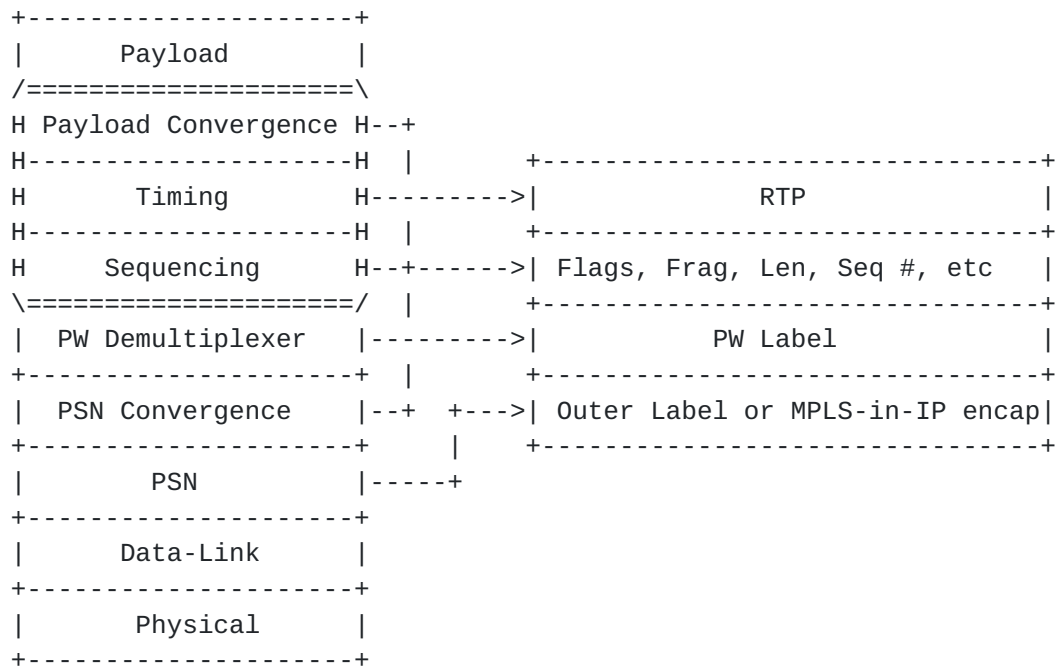 +---------------------+
|       Payload        |
/=====================\
H Payload Convergence H--+
H---------------------H  |       +--------------------------------+
H       Timing        H--------->|              RTP               |
H---------------------H  |       +--------------------------------+
H     Sequencing      H--+------>| Flags, Frag, Len, Seq #, etc   |
\=====================/  |       +--------------------------------+
|  PW Demultiplexer   |--------->|           PW Label             |
+---------------------+  |       +--------------------------------+
|  PSN Convergence    |--+  +--->| Outer Label or MPLS-in-IP encap|
+---------------------+     |    +--------------------------------+
|        PSN          |-----+
+---------------------+
|      Data-Link      |
+---------------------+
|       Physical      |
+---------------------+